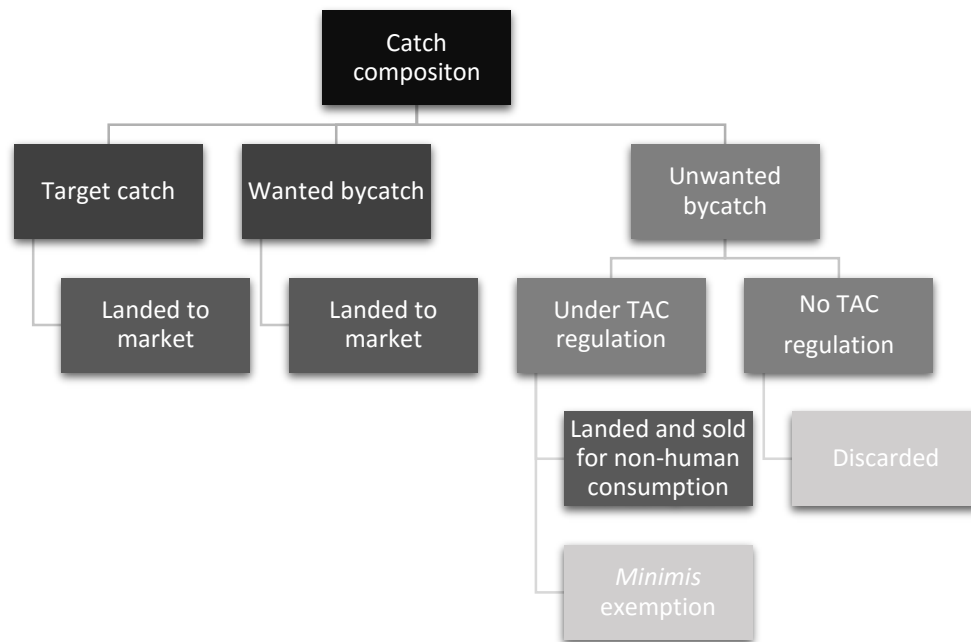 Catch
compositon
Target catch
Wanted bycatch
Unwanted
bycatch
Landed to
market
Landed to
market
Under TAC
regulation
No TAC
regulation
Landed and sold
for non-human
consumption
Discarded
Minimis
exemption